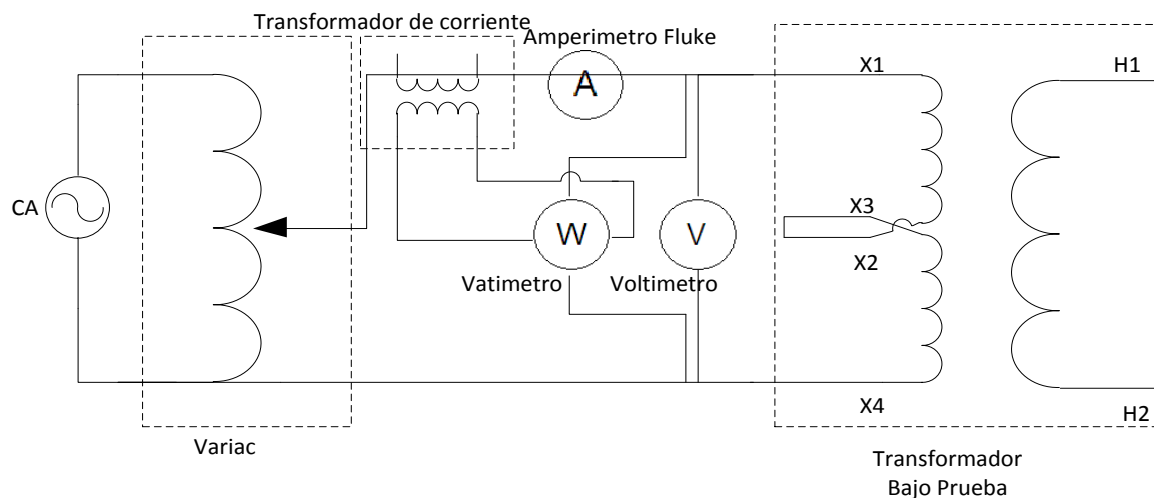 Transformador de corriente
Amperimetro Fluke
A
X1
H1
CA
X3
W
V
X2
Vatimetro
Voltimetro
X4
H2
Variac
Transformador
Bajo Prueba